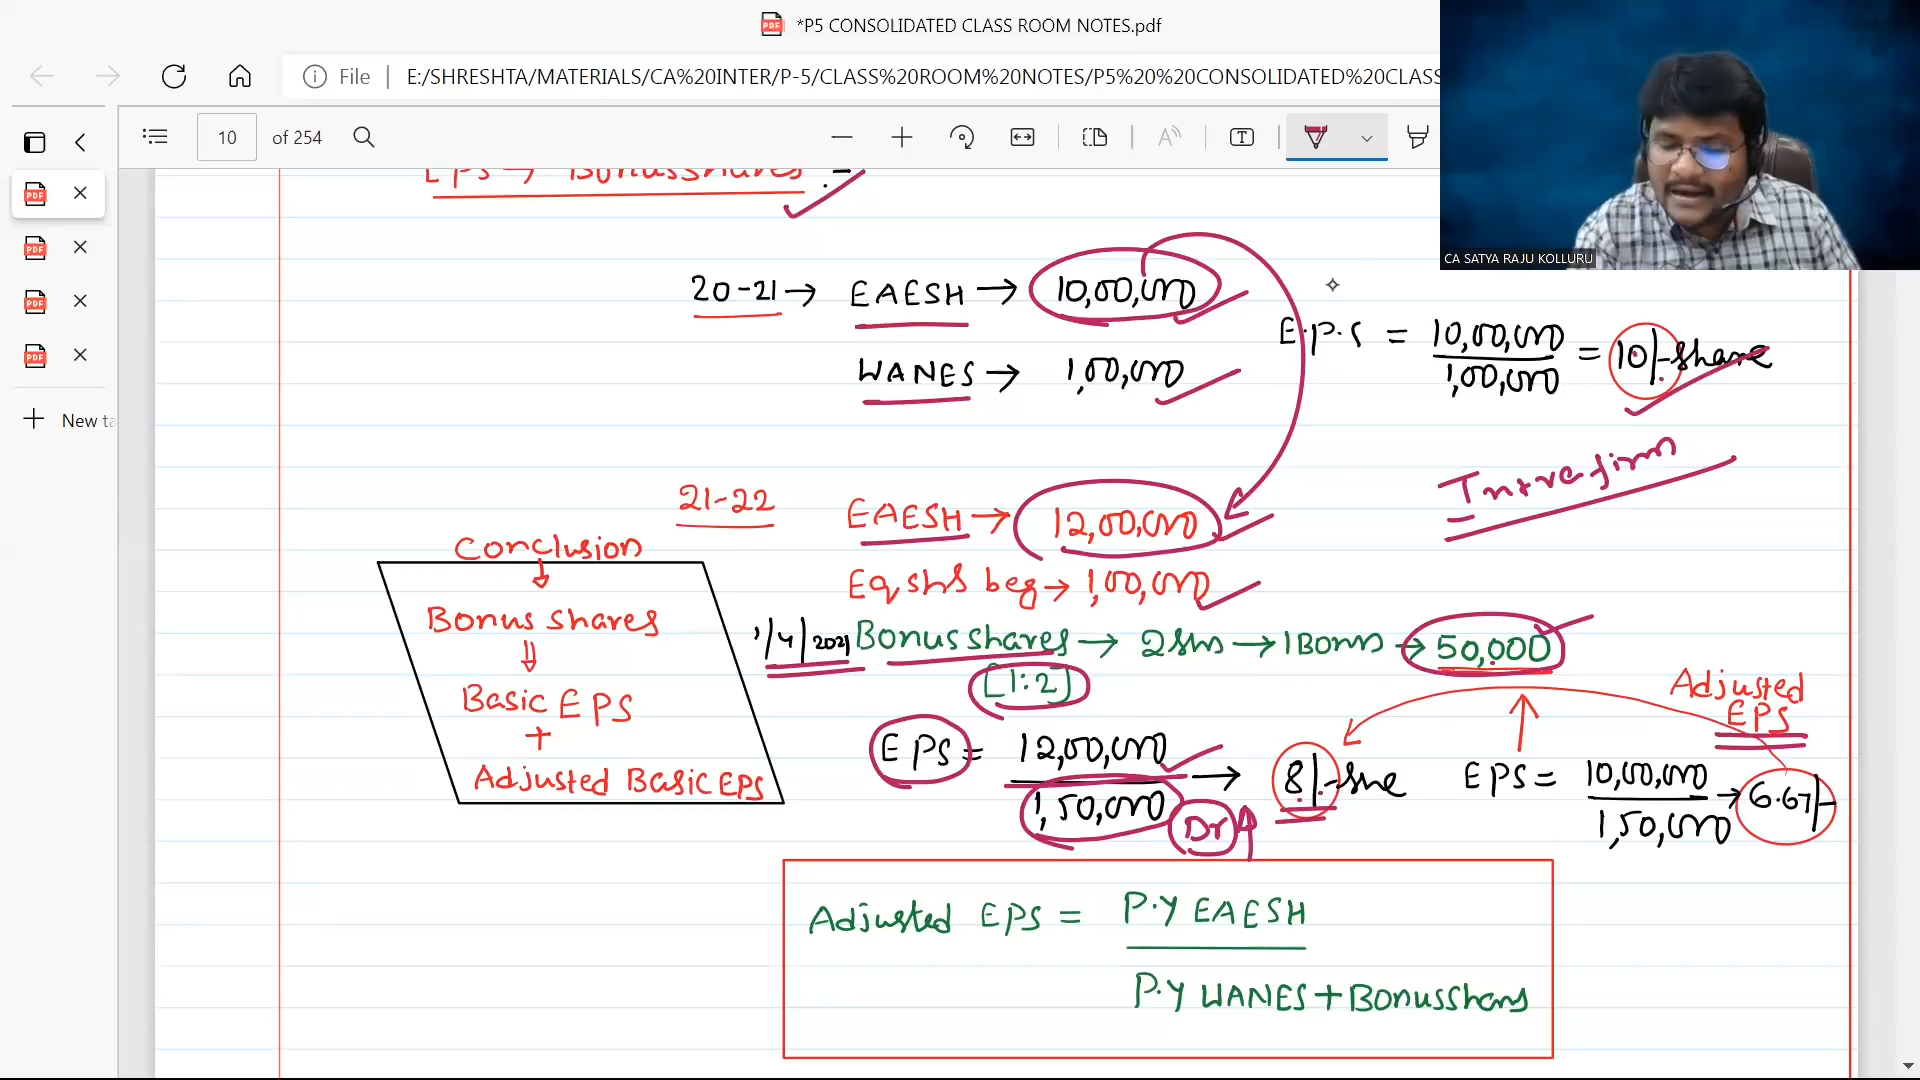 *P5 CONSOLIDATED CLASS ROOM NOTES.pdf
File E:/SHRESHTA/MATERIALS/CA%20INTER/P-5/CLASS%20ROOM%20NOTES/P5%20%20CONSOLIDATED%20CLASS
10 of 254
CA SATYA RAJU KOLLURU
New ta
EPS → Bonusshares :-
20-21 → EAESH → 10,00,000
WANES → 1,00,000
E.P.S = 10,00,000 / 1,00,000 = 10/-share
Intrafirm
21-22 EAESH → 12,00,000
Eq shs beg → 1,00,000
1/4/2021 Bonus shares → 2 shs → 1 Bonus → 50,000
[1:2]
EPS = 12,00,000 / 1,50,000 → 8/-share
Dr ↑
Adjusted
EPS
EPS = 10,00,000 / 1,50,000 → 6.67/-
Conclusion
Bonus shares
Basic EPS
+
Adjusted Basic EPS
Adjusted EPS = P.Y EAESH
P.Y WANES + Bonus shares